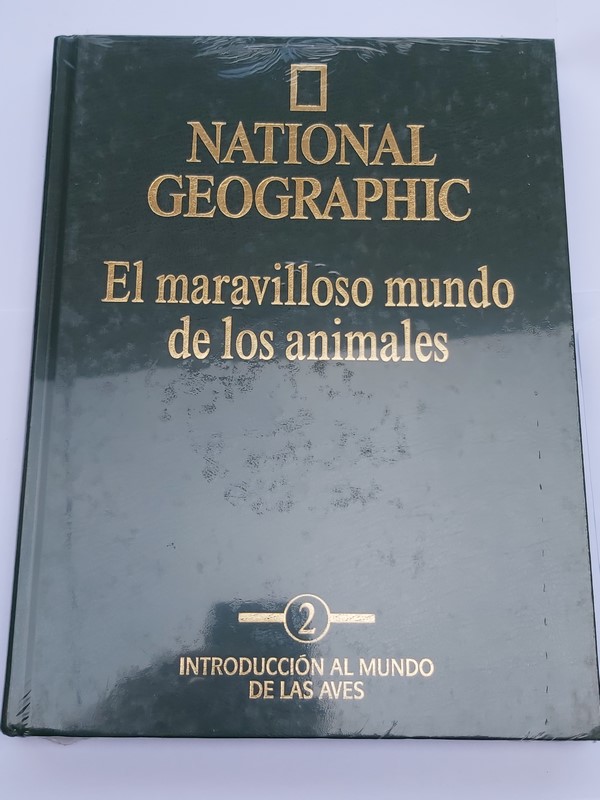 NATIONAL
GEOGRAPHIC
El maravilloso mundo
de los animales
2
INTRODUCCIÓN AL MUNDO
DE LAS AVES